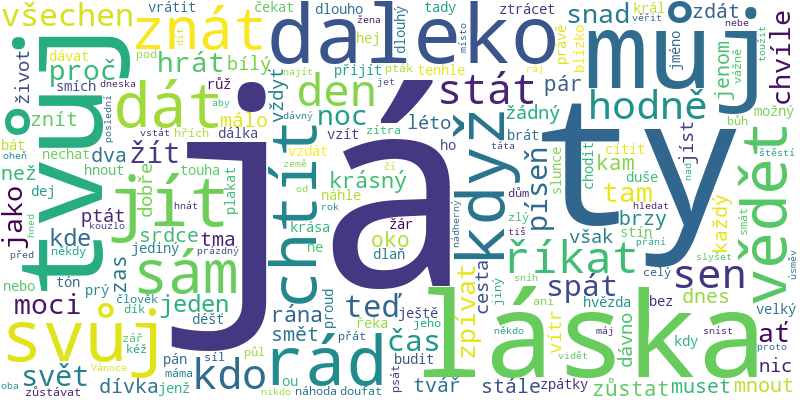 vrátit
čekat
dlouho
žena
tady
ztrácet
král
věřit
zdát
nebe
všechen
znát
dávat
pod
dít
smích
dneska
hej
dlouhý
daleko
místo
snad
právě
blízko
jméno
vážně
toužit
můj
tvůj
proč
hrát
bílý
vždyt
přijít
pták
tenhle
život
růž
najít
jet
ráj
jenom
chvíle
den
stát
pár
aby
poslední
málo
noc
dávný
léto
žádný
hodně
možný
bůh
štěstí
dát
znít
vstát
hřích
dálka
vzít
zítra
ho
brát
cítit
jíst
nad
bát
oheň
nechat
dva
žít
vzdát
když
já
ty
kam
duše
táta
než
hnout
touha
krásný
píseň
slunce
chodit
dům
hledat
vědět
dej
dobře
plakat
náhle
země
čí
jít
chtít
od
zlý
tiš
tam
jako
hned
kouzlo
ptát
srdce
krása
žár
rok
nádherný
brzy
stín
přání
smát
kde
někdy
hnát
tma
ne
oko
říkat
však
každý
slyšet
před
prázdný
jediný
sám
dlaň
zas
tón
prý
člověk
jeden
rána
teď
cesta
sníh
jiný
ani
spát
hvězda
celý
bez
sen
úsměv
nebo
moci
dík
déšť
smět
proud
řeka
ještě
jeho
zpívat
vítr
někdo
máj
dávno
dnes
velký
proto
svůj
zář
kéž
pán
síl
půl
přát
čas
láska
sníst
vidět
kdy
ať
nic
svět
máma
kdo
rád
budit
psát
tvář
stále
zpátky
zůstat
muset
mnout
oba
zůstávat
Vánoce
dívka
jenž
ou
nikdo
náhoda
doufat